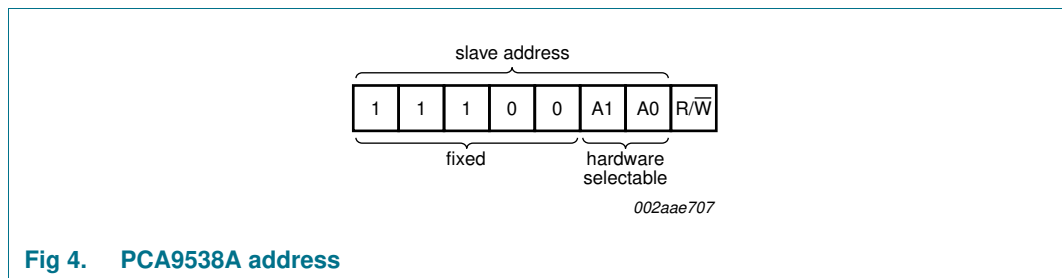 slave address
1 1 1 0 0 A1 A0 R/W̅
fixed
hardware
selectable
002aae707
Fig 4. PCA9538A address